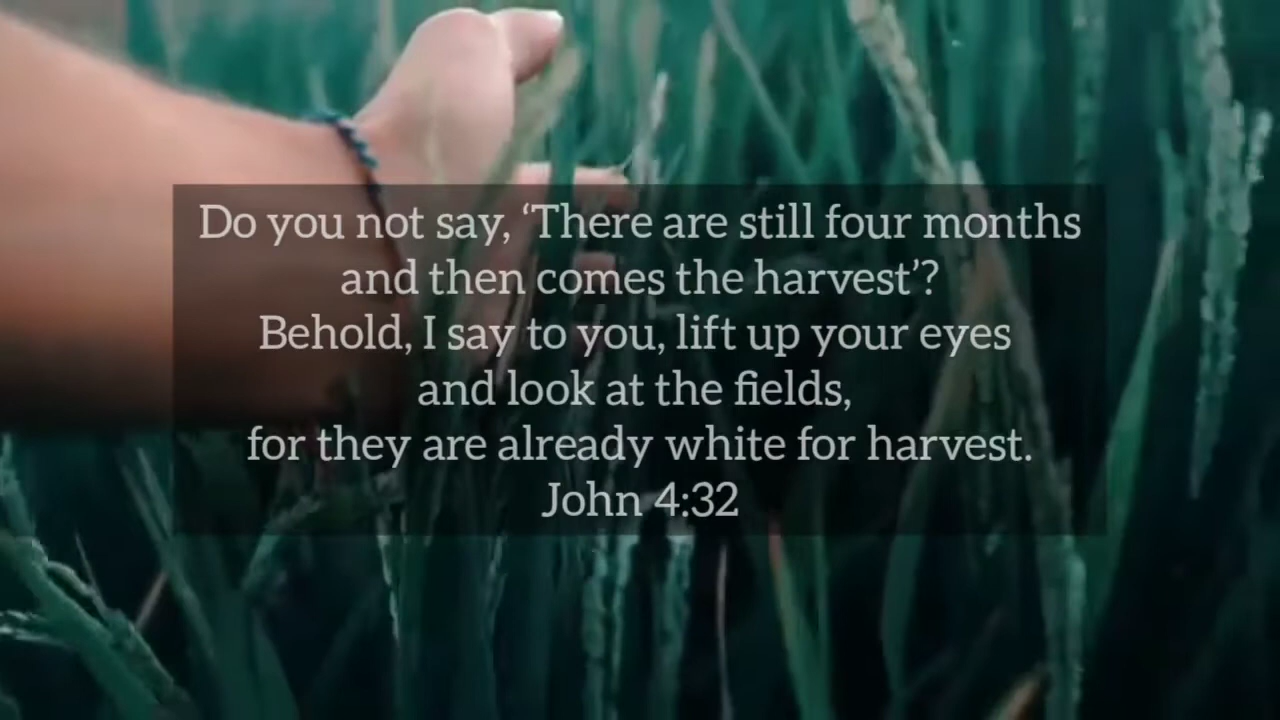 Do you not say, ‘There are still four months
and then comes the harvest’?
Behold, I say to you, lift up your eyes
and look at the fields,
for they are already white for harvest.
John 4:32